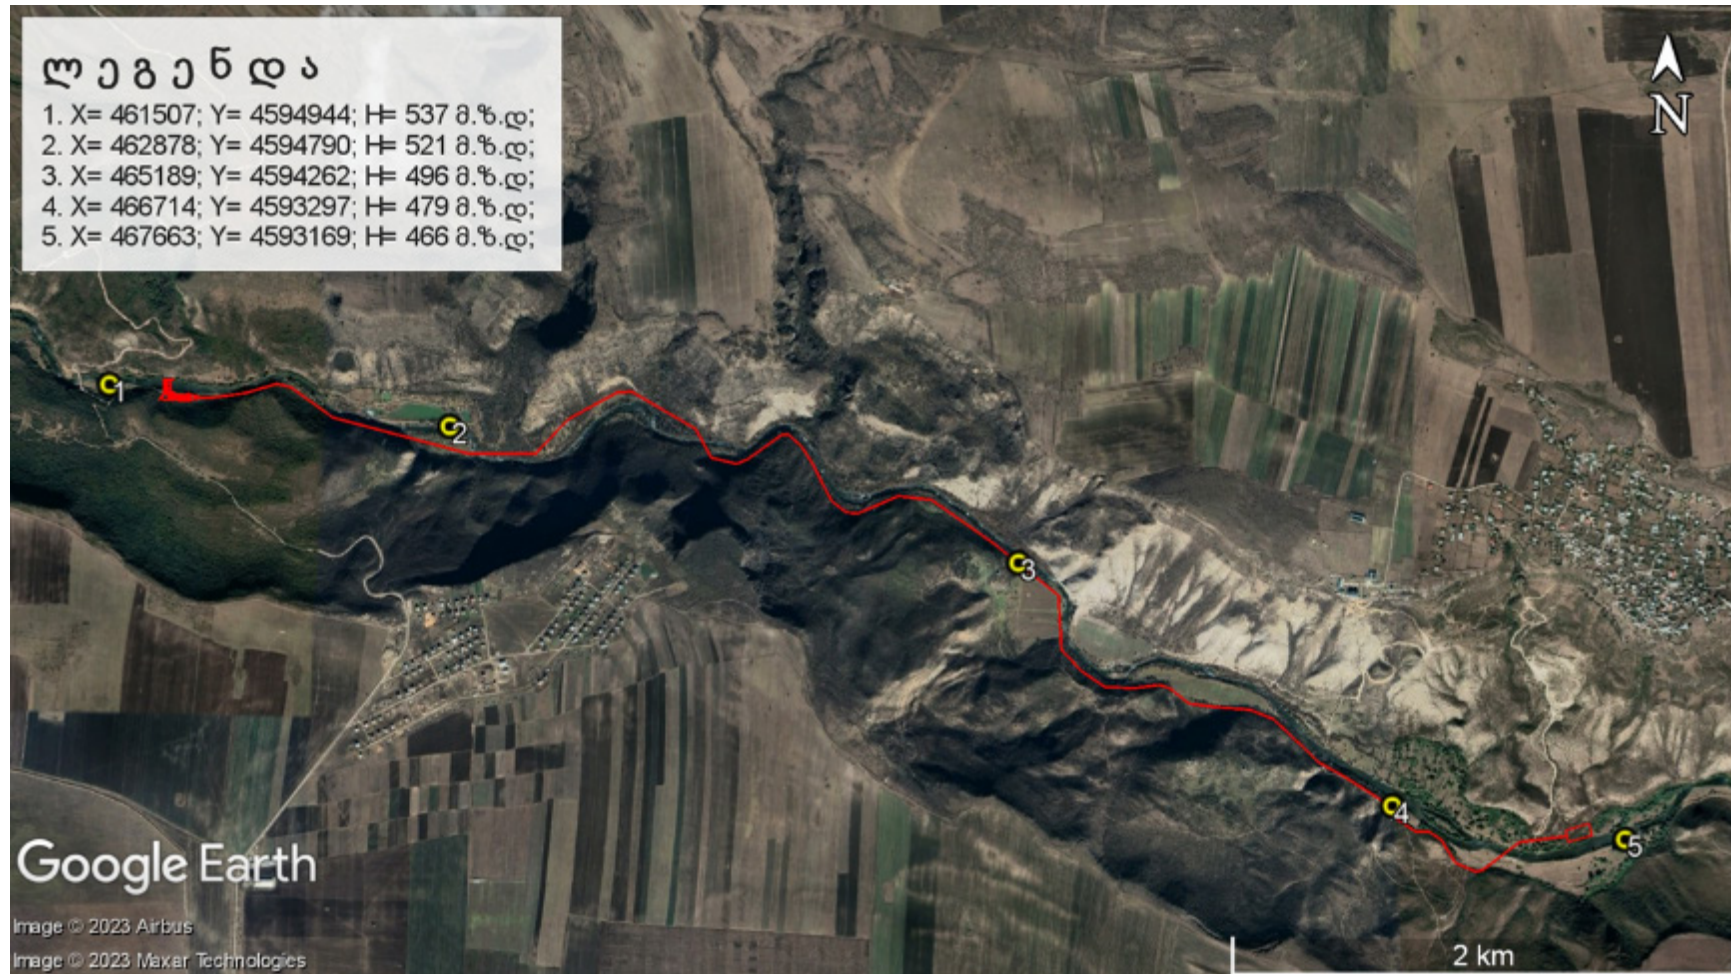 ლ ე გ ე ნ დ ა
1. X= 461507; Y= 4594944; H= 537 მ.ზ.დ;
2. X= 462878; Y= 4594790; H= 521 მ.ზ.დ;
3. X= 465189; Y= 4594262; H= 496 მ.ზ.დ;
4. X= 466714; Y= 4593297; H= 479 მ.ზ.დ;
5. X= 467663; Y= 4593169; H= 466 მ.ზ.დ;
N
1
2
3
4
5
Google Earth
Image © 2023 Airbus
Image © 2023 Maxar Technologies
2 km